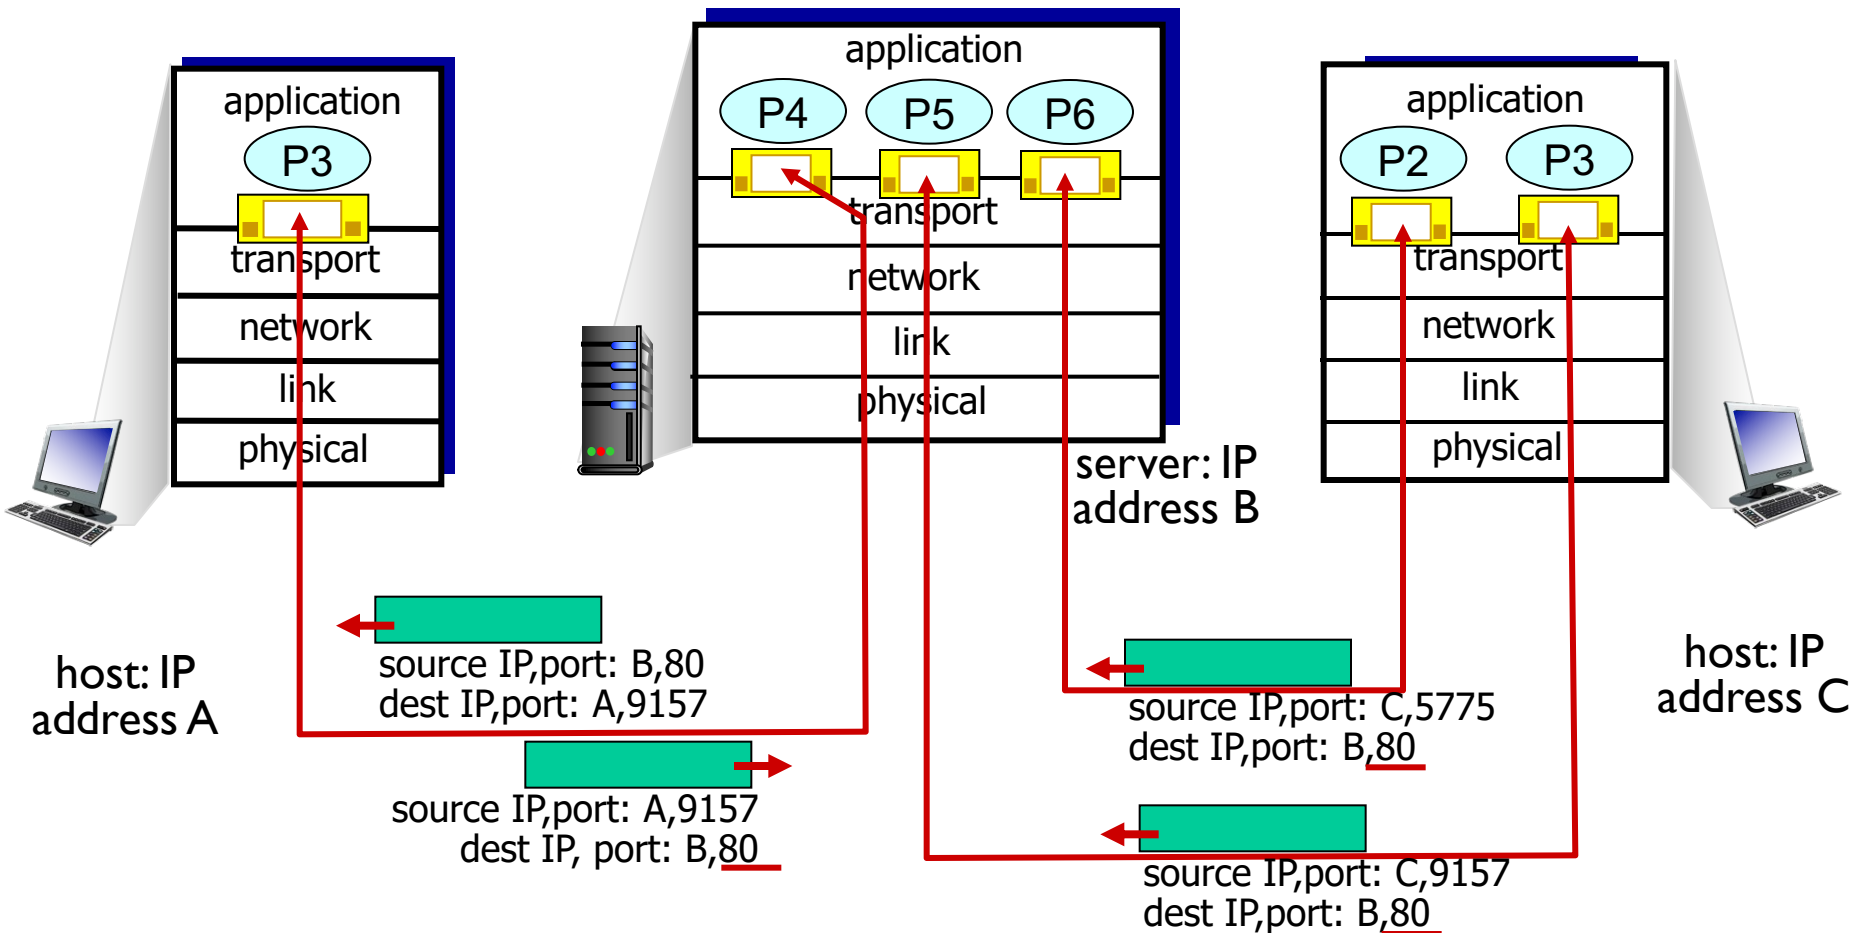 application
P3
transport
network
link
physical
host: IP
address A
application
P4 P5 P6
transport
network
link
physical
server: IP
address B
application
P2 P3
transport
network
link
physical
host: IP
address C
source IP,port: B,80
dest IP,port: A,9157
source IP,port: A,9157
dest IP, port: B,80
source IP,port: C,5775
dest IP,port: B,80
source IP,port: C,9157
dest IP,port: B,80